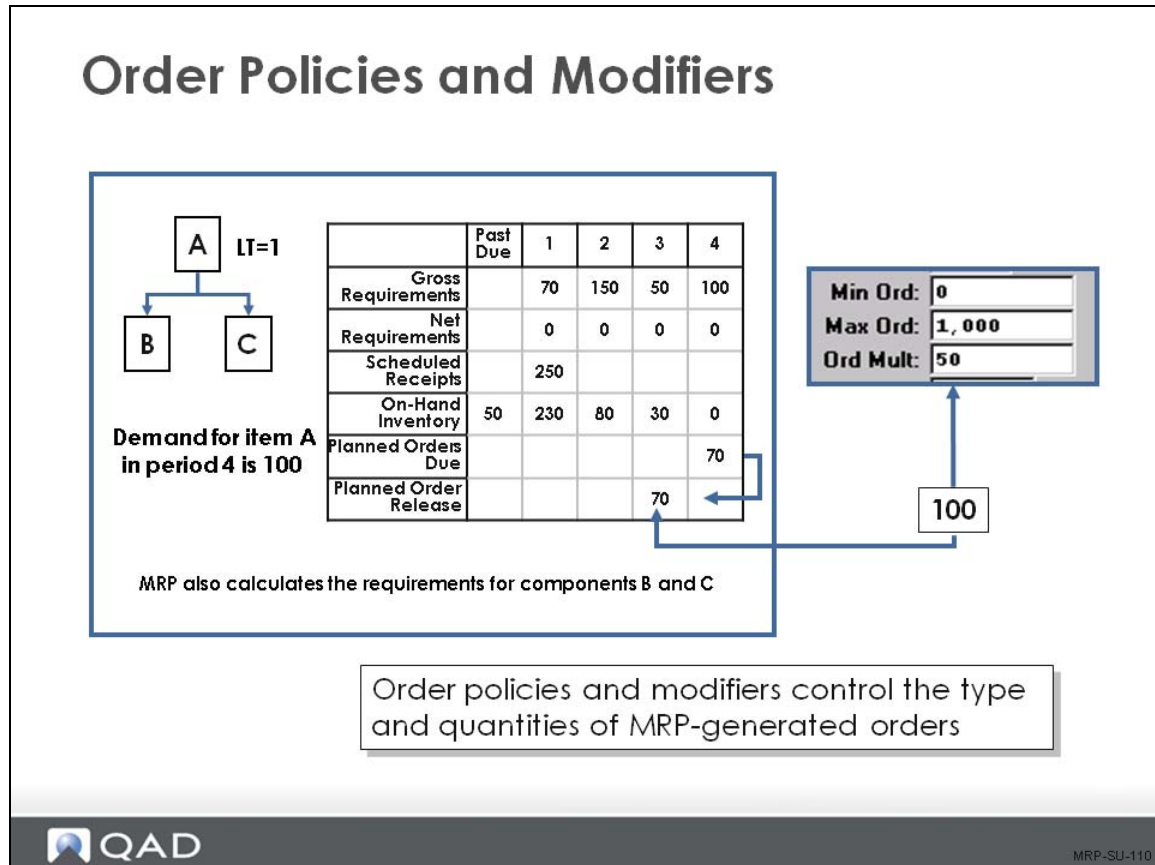 Order Policies and Modifiers
A LT=1
B C
Demand for item A
in period 4 is 100
Past Due 1 2 3 4
Gross Requirements 70 150 50 100
Net Requirements 0 0 0 0
Scheduled Receipts 250
On-Hand Inventory 50 230 80 30 0
Planned Orders Due 70
Planned Order Release 70
MRP also calculates the requirements for components B and C
Min Ord: 0
Max Ord: 1,000
Ord Mult: 50
100
Order policies and modifiers control the type
and quantities of MRP-generated orders
QAD
MRP-SU-110